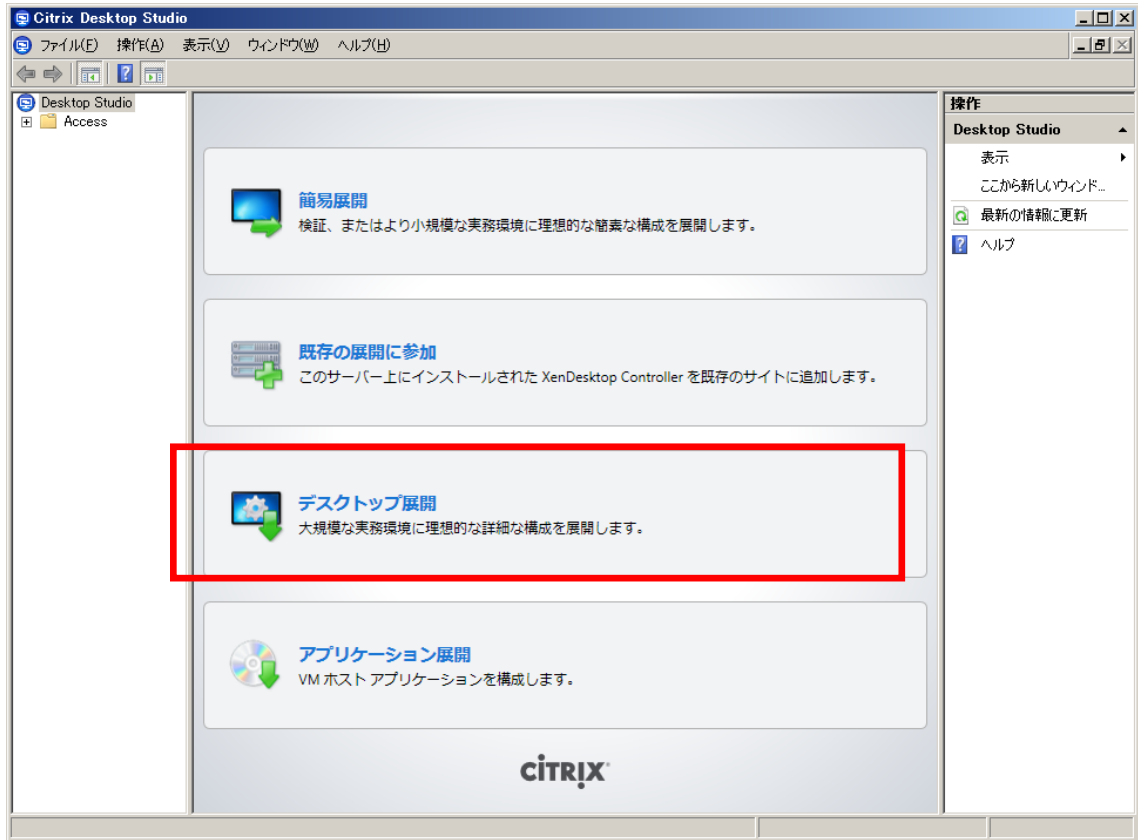 Citrix Desktop Studio
ファイル(F) 操作(A) 表示(V) ウィンドウ(W) ヘルプ(H)
Desktop Studio
Access
簡易展開
検証、またはより小規模な実務環境に理想的な簡素な構成を展開します。
既存の展開に参加
このサーバー上にインストールされた XenDesktop Controller を既存のサイトに追加します。
デスクトップ展開
大規模な実務環境に理想的な詳細な構成を展開します。
アプリケーション展開
VM ホスト アプリケーションを構成します。
CITRIX
操作
Desktop Studio
表示
ここから新しいウィンド...
最新の情報に更新
ヘルプ